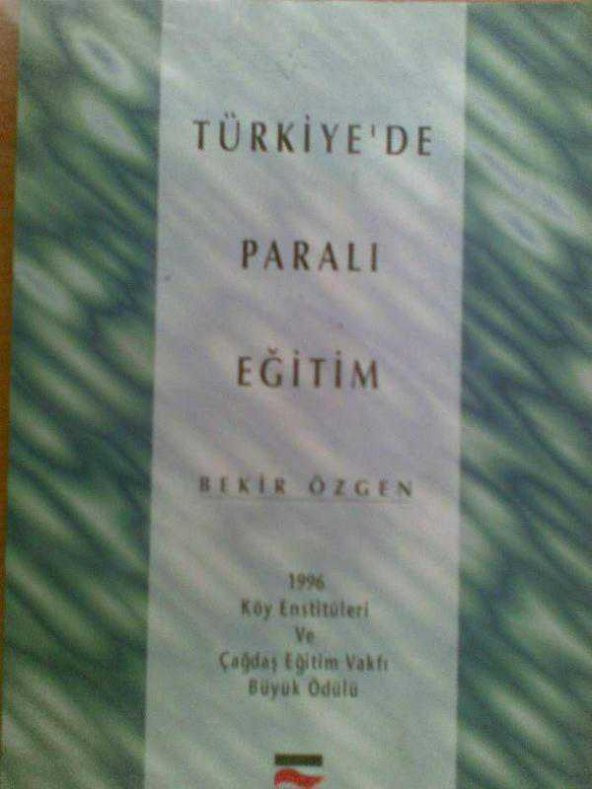 TÜRKİYE'DE
PARALI
EĞİTİM
BEKİR ÖZGEN
1996
Köy Enstitüleri
Ve
Çağdaş Eğitim Vakfı
Büyük Ödülü